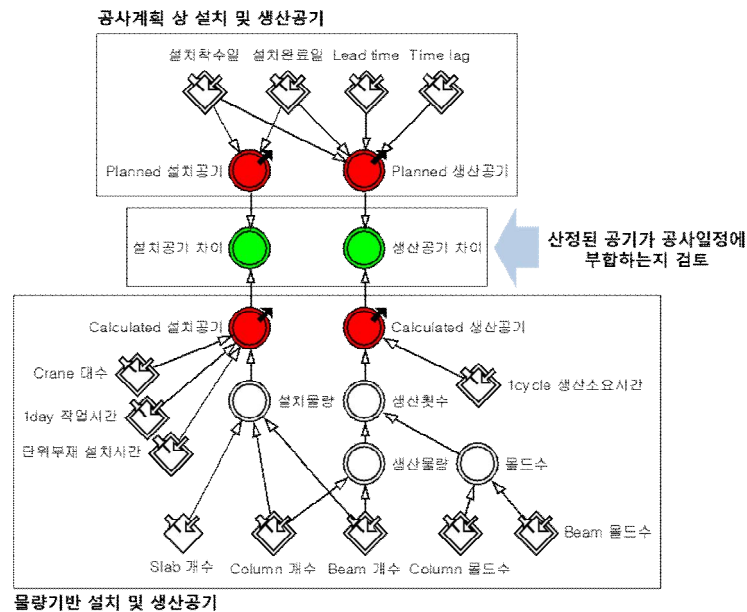 공사계획 상 설치 및 생산공기
설치착수일 설치완료일 Lead time Time lag
Planned 설치공기 Planned 생산공기
설치공기 차이 생산공기 차이
산정된 공기가 공사일정에
부합하는지 검토
Calculated 설치공기 Calculated 생산공기
Crane 대수
1cycle 생산소요시간
설치물량 생산횟수
1day 작업시간
단위부재 설치시간
생산물량 몰드수
Beam 몰드수
Slab 개수 Column 개수 Beam 개수 Column 몰드수
물량기반 설치 및 생산공기